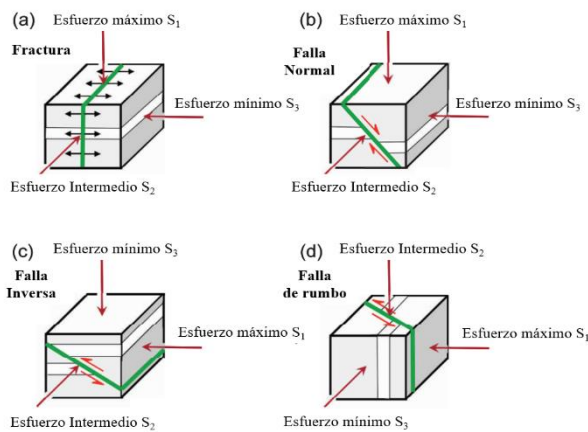 (a)
Esfuerzo máximo S₁
Fractura
Esfuerzo mínimo S₃
Esfuerzo Intermedio S₂
(b)
Esfuerzo máximo S₁
Falla
Normal
Esfuerzo mínimo S₃
Esfuerzo Intermedio S₂
(c)
Esfuerzo mínimo S₃
Falla
Inversa
Esfuerzo máximo S₁
Esfuerzo Intermedio S₂
(d)
Esfuerzo Intermedio S₂
Falla
de rumbo
Esfuerzo máximo S₁
Esfuerzo mínimo S₃